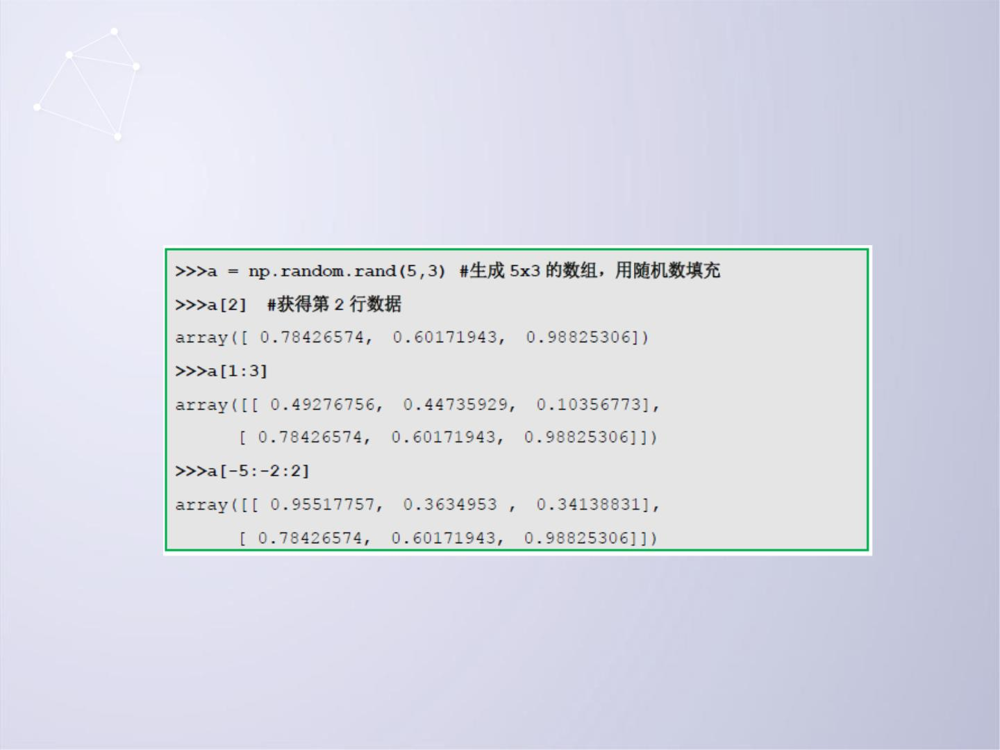 >>>a = np.random.rand(5,3) #生成 5x3 的数组，用随机数填充
>>>a[2] #获得第 2 行数据
array([ 0.78426574, 0.60171943, 0.98825306])
>>>a[1:3]
array([[ 0.49276756, 0.44735929, 0.10356773],
[ 0.78426574, 0.60171943, 0.98825306]])
>>>a[-5:-2:2]
array([[ 0.95517757, 0.3634953 , 0.34138831],
[ 0.78426574, 0.60171943, 0.98825306]])